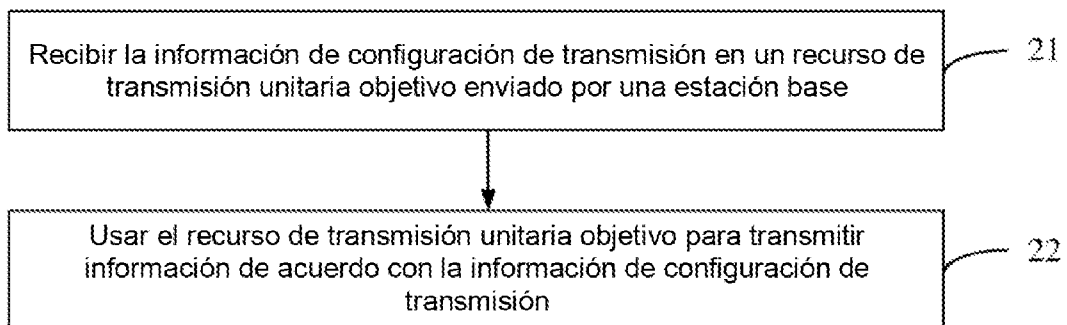 Recibir la información de configuración de transmisión en un recurso de
transmisión unitaria objetivo enviado por una estación base
21
Usar el recurso de transmisión unitaria objetivo para transmitir
información de acuerdo con la información de configuración de
transmisión
22